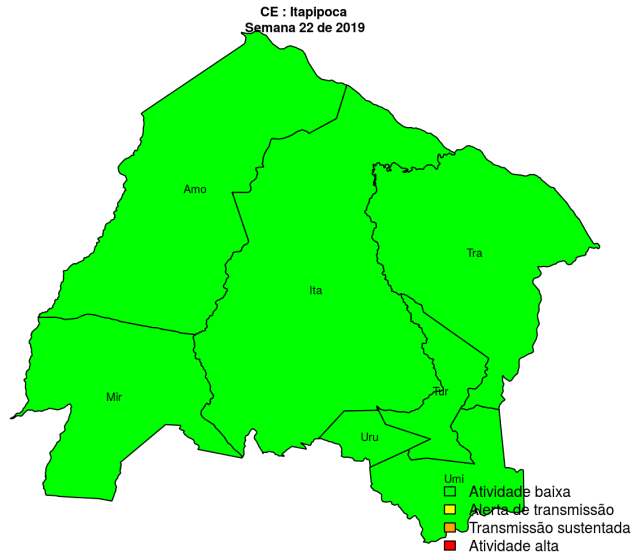 CE : Itapipoca
Semana 22 de 2019
Amo
Tra
Ita
Mir
Tur
Uru
Umi
Atividade baixa
Alerta de transmissão
Transmissão sustentada
Atividade alta